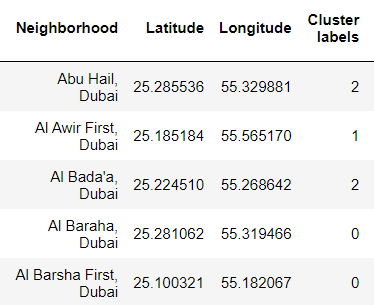 Neighborhood Latitude Longitude Cluster
labels
Abu Hail,
Dubai 25.285536 55.329881 2
Al Awir First,
Dubai 25.185184 55.565170 1
Al Bada'a,
Dubai 25.224510 55.268642 2
Al Baraha,
Dubai 25.281062 55.319466 0
Al Barsha First,
Dubai 25.100321 55.182067 0